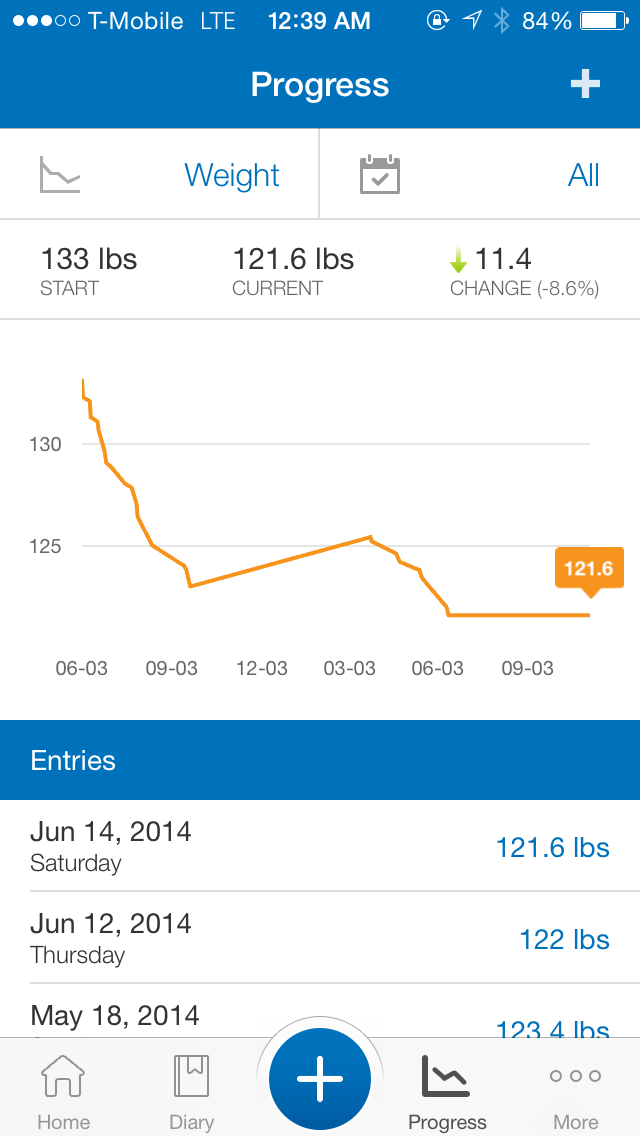 T-Mobile LTE 12:39 AM 84%
Progress
Weight All
133 lbs 121.6 lbs 11.4
START CURRENT CHANGE (-8.6%)
130
125
121.6
06-03 09-03 12-03 03-03 06-03 09-03
Entries
Jun 14, 2014
Saturday
121.6 lbs
Jun 12, 2014
Thursday
122 lbs
May 18, 2014
123.4 lbs
Home Diary Progress More